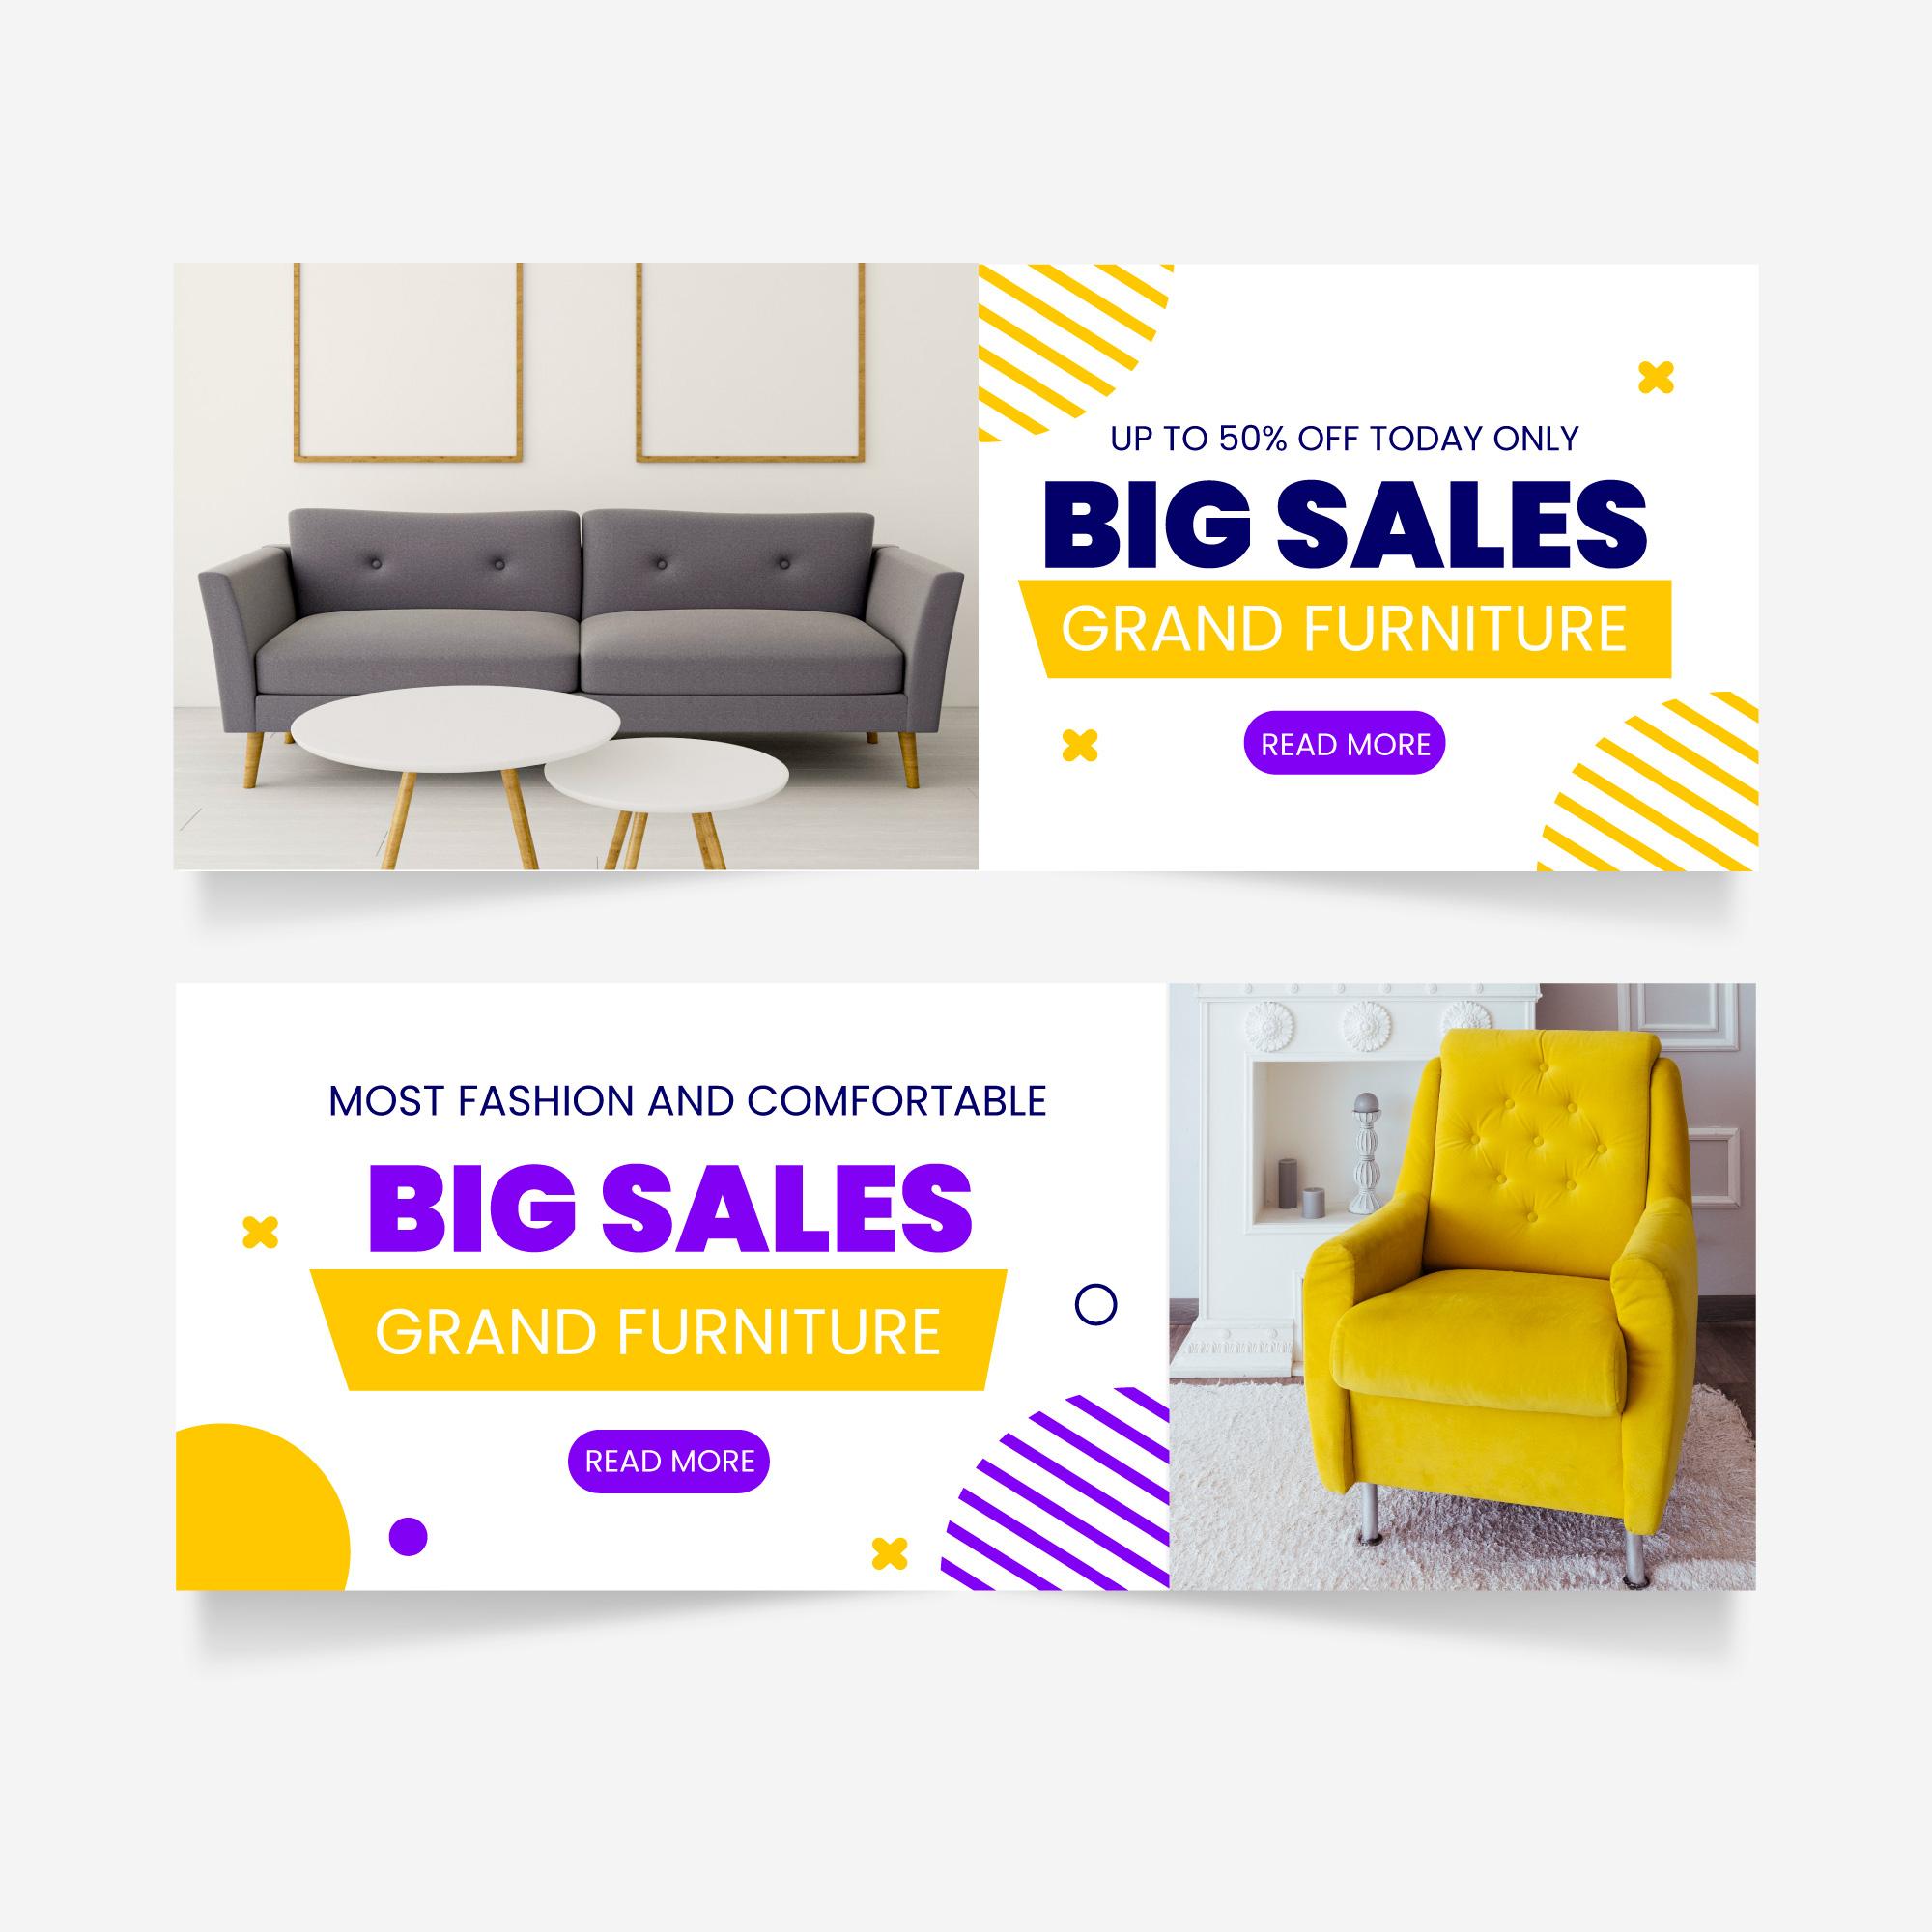 UP TO 50% OFF TODAY ONLY
BIG SALES
GRAND FURNITURE
READ MORE
MOST FASHION AND COMFORTABLE
BIG SALES
GRAND FURNITURE
READ MORE